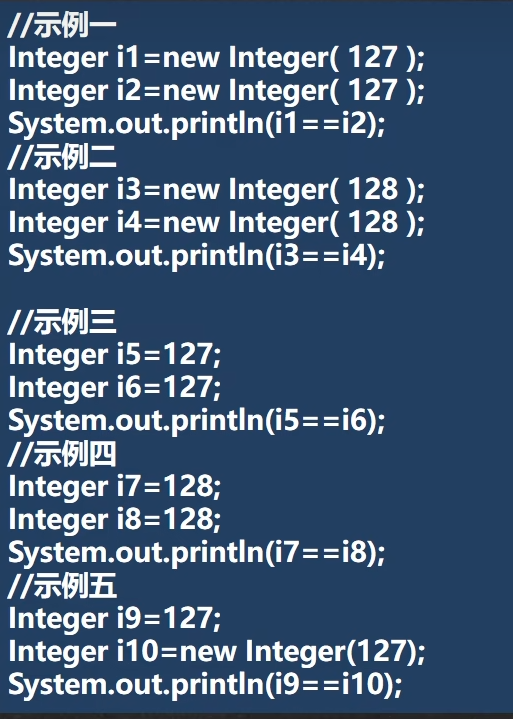 //示例一
Integer i1=new Integer( 127 );
Integer i2=new Integer( 127 );
System.out.println(i1==i2);
//示例二
Integer i3=new Integer( 128 );
Integer i4=new Integer( 128 );
System.out.println(i3==i4);
//示例三
Integer i5=127;
Integer i6=127;
System.out.println(i5==i6);
//示例四
Integer i7=128;
Integer i8=128;
System.out.println(i7==i8);
//示例五
Integer i9=127;
Integer i10=new Integer(127);
System.out.println(i9==i10);